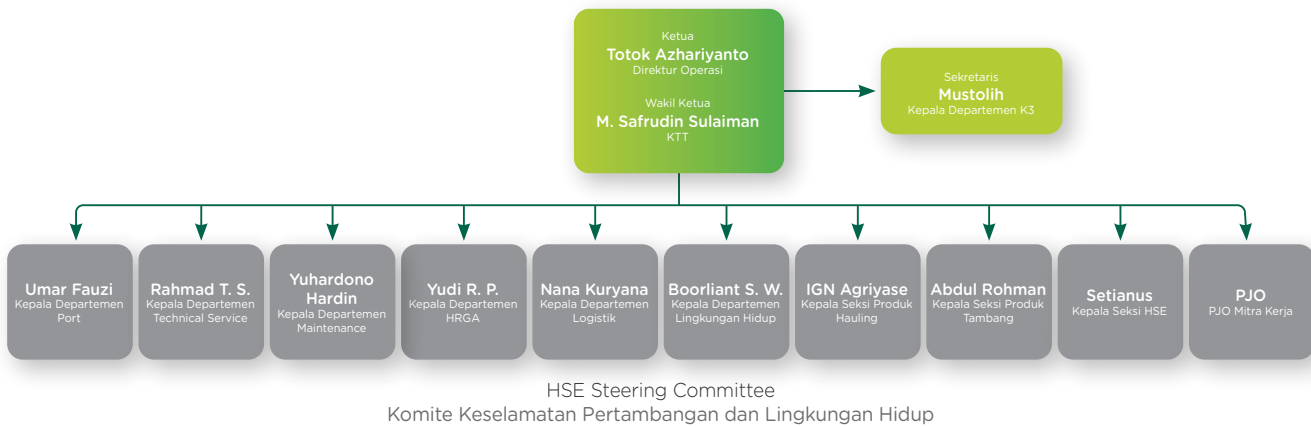 Ketua
Totok Azhariyanto
Direktur Operasi
Wakil Ketua
M. Safrudin Sulaiman
KTT
Sekretaris
Mustolih
Kepala Departemen K3
Umar Fauzi
Kepala Departemen
Port
Rahmad T. S.
Kepala Departemen
Technical Service
Yuhardono
Hardin
Kepala Departemen
Maintenance
Yudi R. P.
Kepala Departemen
HRGA
Nana Kuryana
Kepala Departemen
Logistik
Boorliant S. W.
Kepala Departemen
Lingkungan Hidup
IGN Agriyase
Kepala Seksi Produk
Hauling
Abdul Rohman
Kepala Seksi Produk
Tambang
Setianus
Kepala Seksi HSE
PJO
PJO Mitra Kerja
HSE Steering Committee
Komite Keselamatan Pertambangan dan Lingkungan Hidup